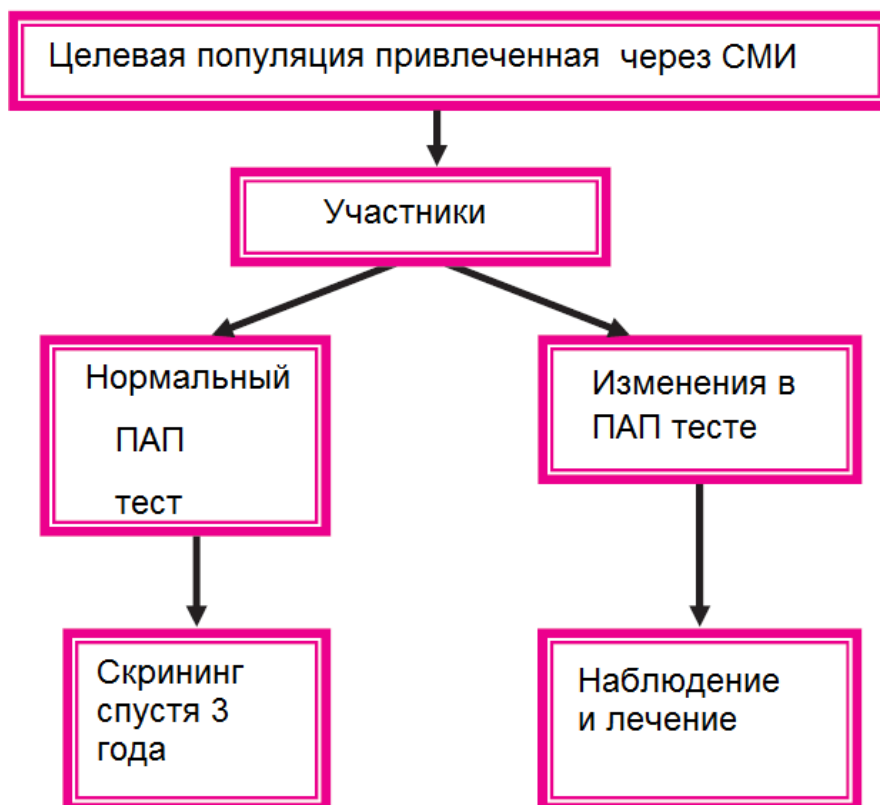 Целевая популяция привлеченная через СМИ
Участники
Нормальный
ПАП
тест
Изменения в
ПАП тесте
Скрининг
спустя 3
года
Наблюдение
и лечение